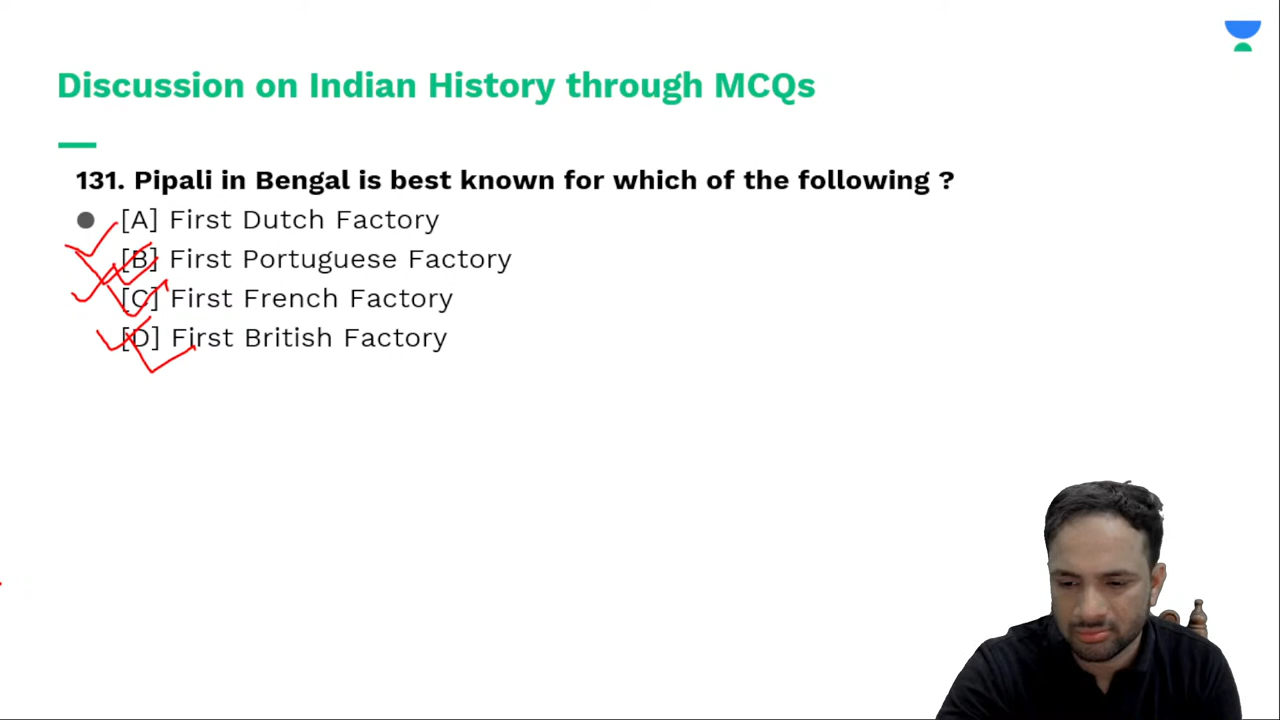 Discussion on Indian History through MCQs
131. Pipali in Bengal is best known for which of the following ?
[A] First Dutch Factory
[B] First Portuguese Factory
[C] First French Factory
[D] First British Factory